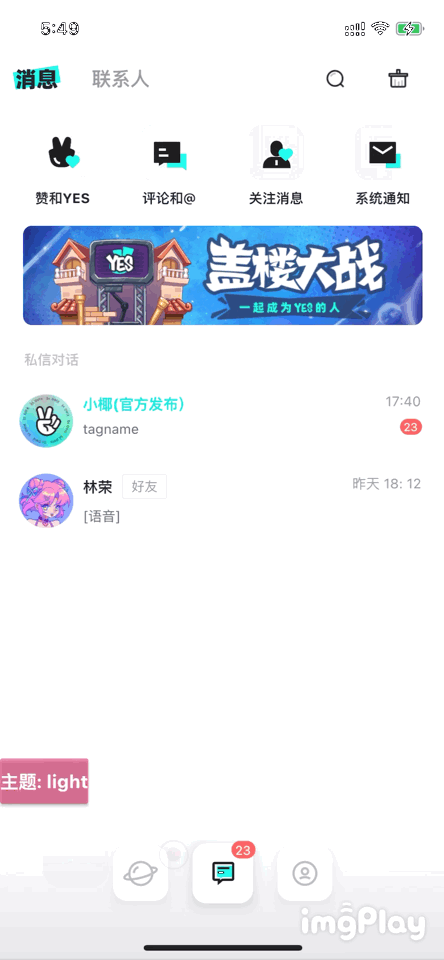 5:49
消息 联系人
赞和YES 评论和@ 关注消息 系统通知
YES
盖楼大战
一起成为YES的人
私信对话
小椰(官方发布) 17:40
tagname 23
林荣 好友 昨天 18: 12
[语音]
主题: light
23
imgPlay